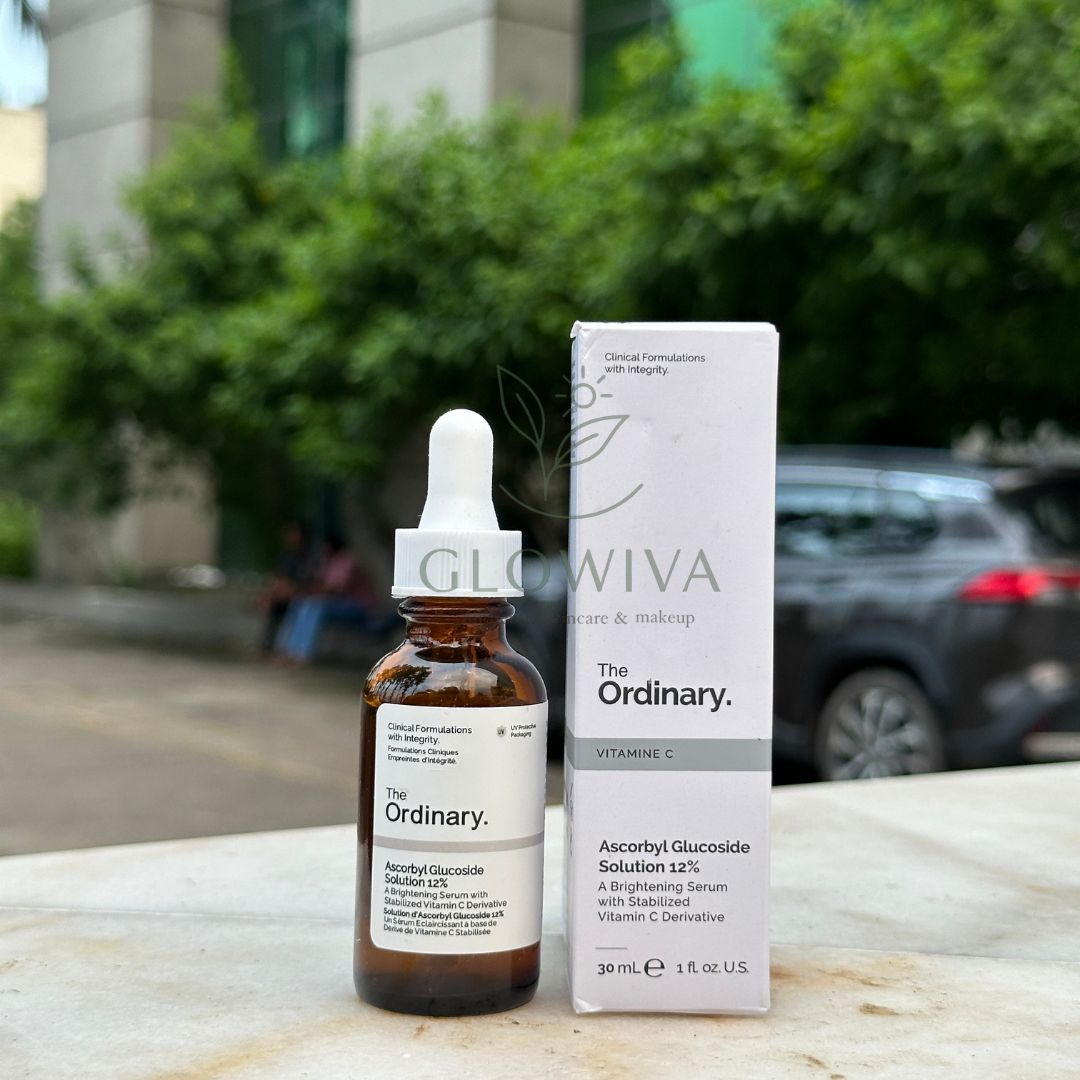 Clinical Formulations
with Integrity.
GLOWIVA
& makeup
The
Ordinary.
VITAMINE C
Ascorbyl Glucoside
Solution 12%
A Brightening Serum
with Stabilized
Vitamin C Derivative
30 mL e 1 fl. oz. U.S.
Clinical Formulations
with Integrity.
Formulations Cliniques
Empreintes d'Intégrité.
UV
UV Protective
Packaging
The
Ordinary.
Ascorbyl Glucoside
Solution 12%
A Brightening Serum with
Stabilized Vitamin C Derivative
Solution d'Ascorbyl Glucoside 12%
Un Sérum Eclaircissant à base de
Dérivé de Vitamine C Stabilisée